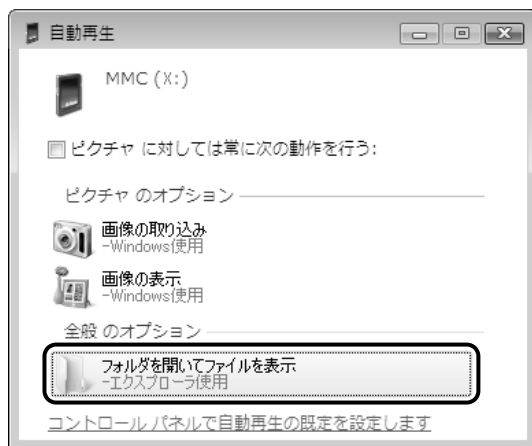 自動再生
MMC (X:)
ピクチャ に対しては常に次の動作を行う:
ピクチャ のオプション
画像の取り込み
-Windows使用
画像の表示
-Windows使用
全般 のオプション
フォルダを開いてファイルを表示
-エクスプローラ使用
コントロール パネルで自動再生の既定を設定します